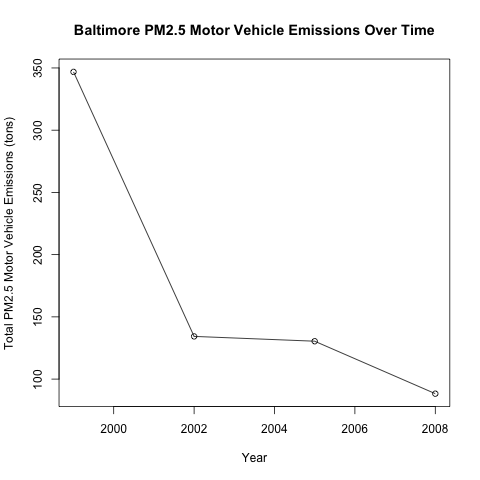 Baltimore PM2.5 Motor Vehicle Emissions Over Time
Total PM2.5 Motor Vehicle Emissions (tons)
350
300
250
200
150
100
2000 2002 2004 2006 2008
Year